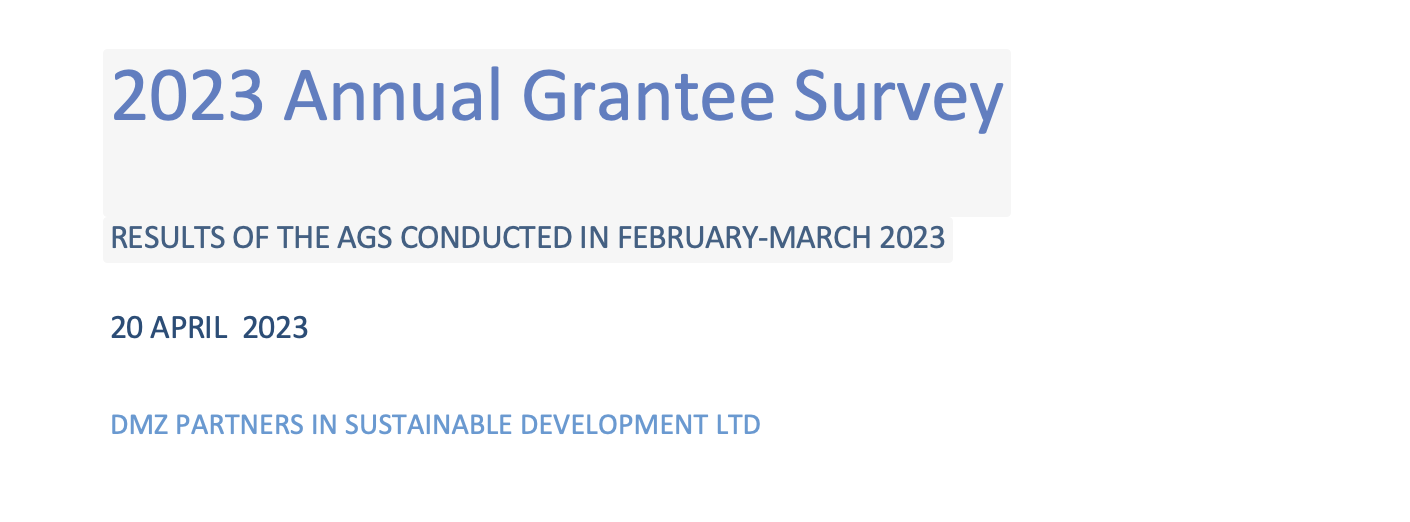 2023 Annual Grantee Survey
RESULTS OF THE AGS CONDUCTED IN FEBRUARY-MARCH 2023
20 APRIL  2023
DMZ PARTNERS IN SUSTAINABLE DEVELOPMENT LTD